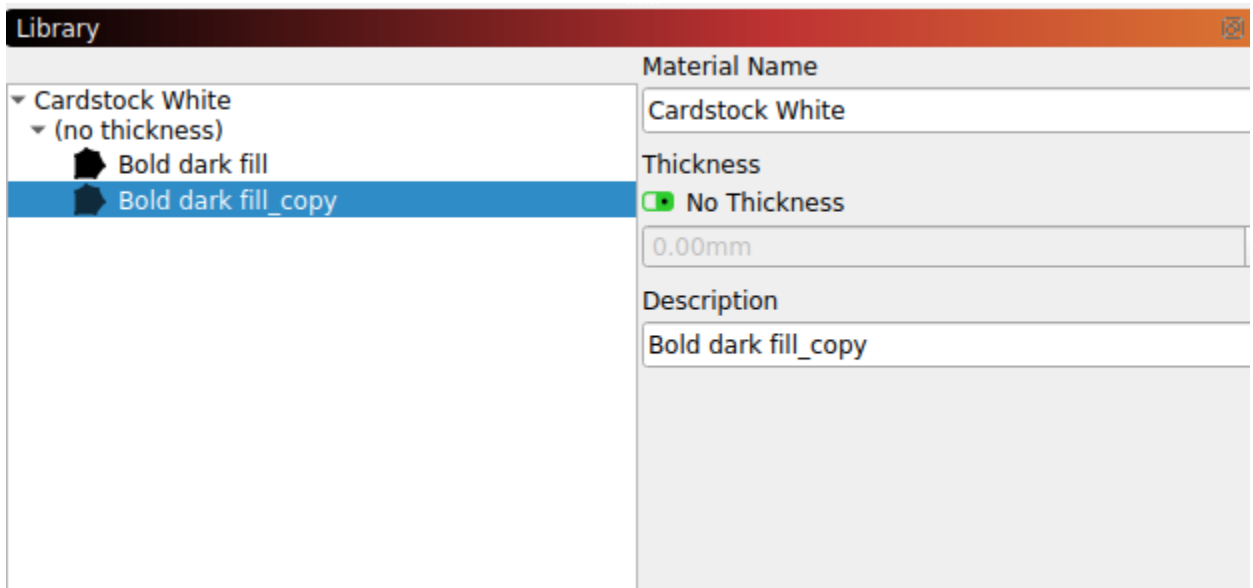 Library
Cardstock White
(no thickness)
Bold dark fill
Bold dark fill_copy
Material Name
Cardstock White
Thickness
No Thickness
0.00mm
Description
Bold dark fill_copy